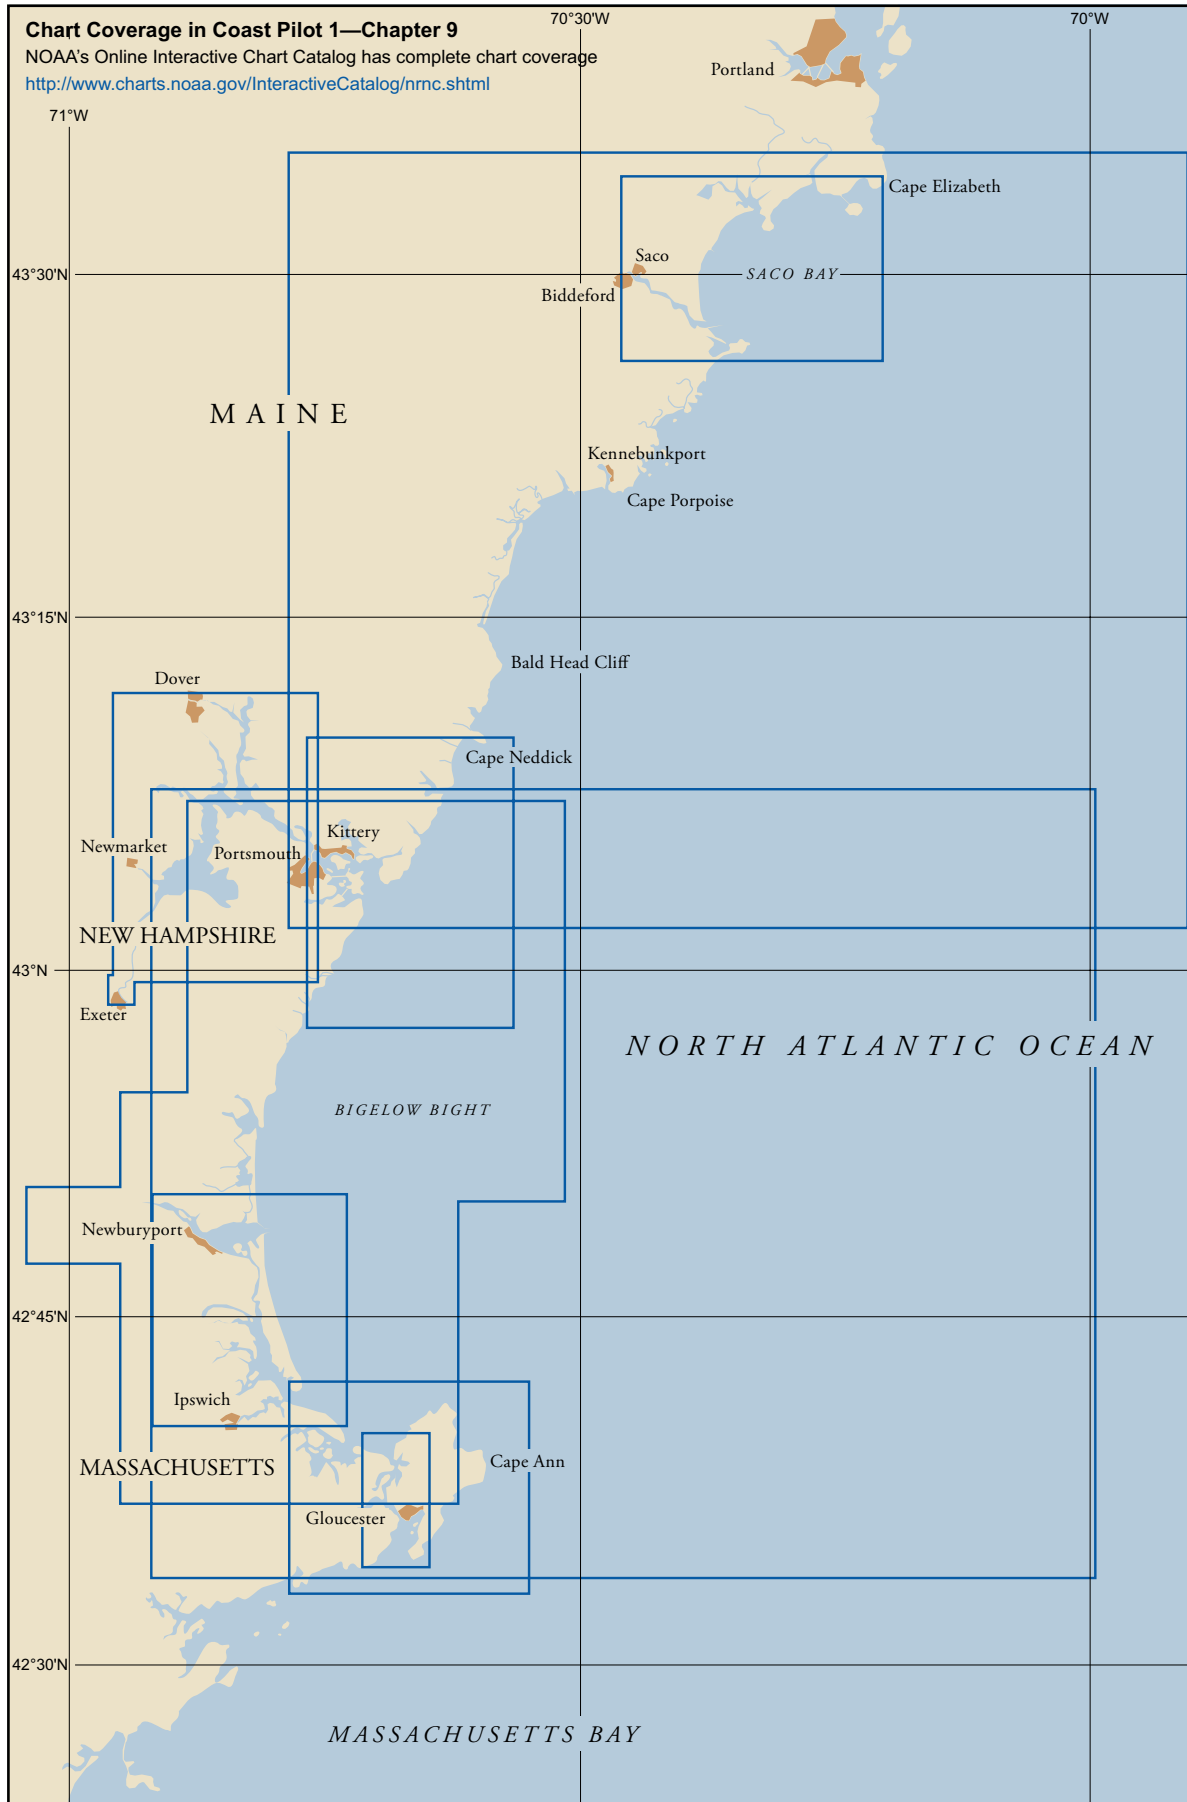 Chart Coverage in Coast Pilot 1—Chapter 9
NOAA's Online Interactive Chart Catalog has complete chart coverage
http://www.charts.noaa.gov/InteractiveCatalog/nrnc.shtml
70°30'W
70°W
71°W
Portland
Cape Elizabeth
Saco
43°30'N
SACO BAY
Biddeford
MAINE
Kennebunkport
Cape Porpoise
43°15'N
Bald Head Cliff
Dover
Cape Neddick
Kittery
Newmarket
Portsmouth
NEW HAMPSHIRE
43°N
Exeter
NORTH ATLANTIC OCEAN
BIGELOW BIGHT
Newburyport
42°45'N
Ipswich
Cape Ann
MASSACHUSETTS
Gloucester
42°30'N
MASSACHUSETTS BAY